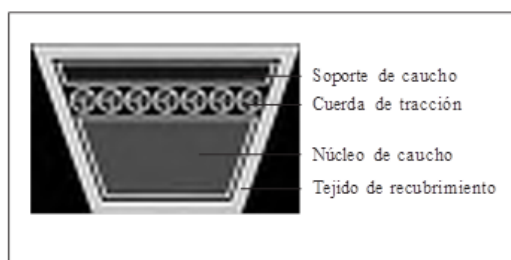 Soporte de caucho
Cuerda de tracción
Núcleo de caucho
Tejido de recubrimiento